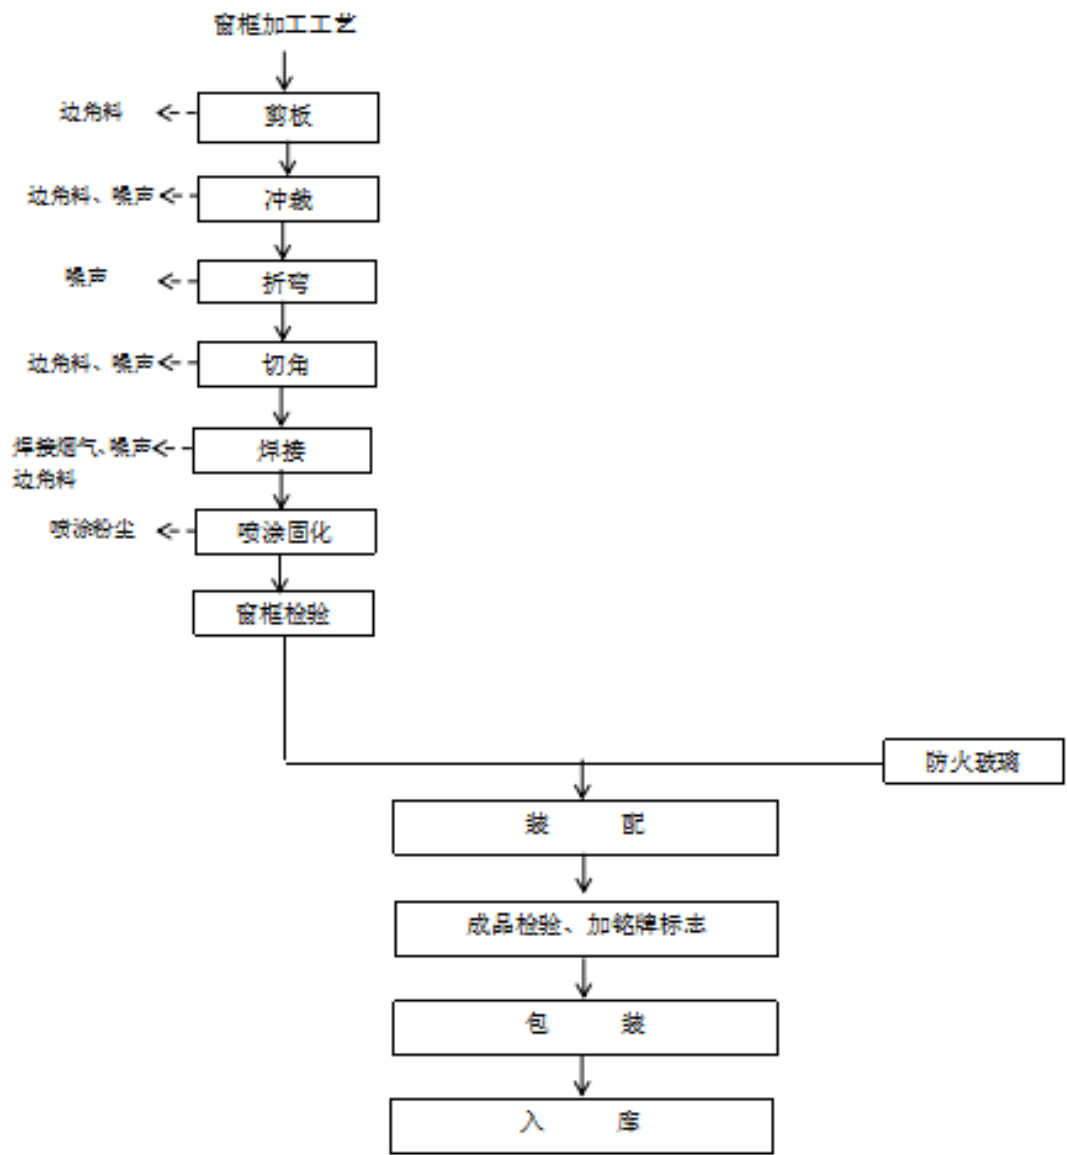 窗框加工工艺
边角料
剪板
边角料、噪声
冲裁
噪声
折弯
边角料、噪声
切角
焊接烟气、噪声
边角料
焊接
喷涂粉尘
喷涂固化
窗框检验
防火玻璃
装 配
成品检验、加铭牌标志
包 装
入 库